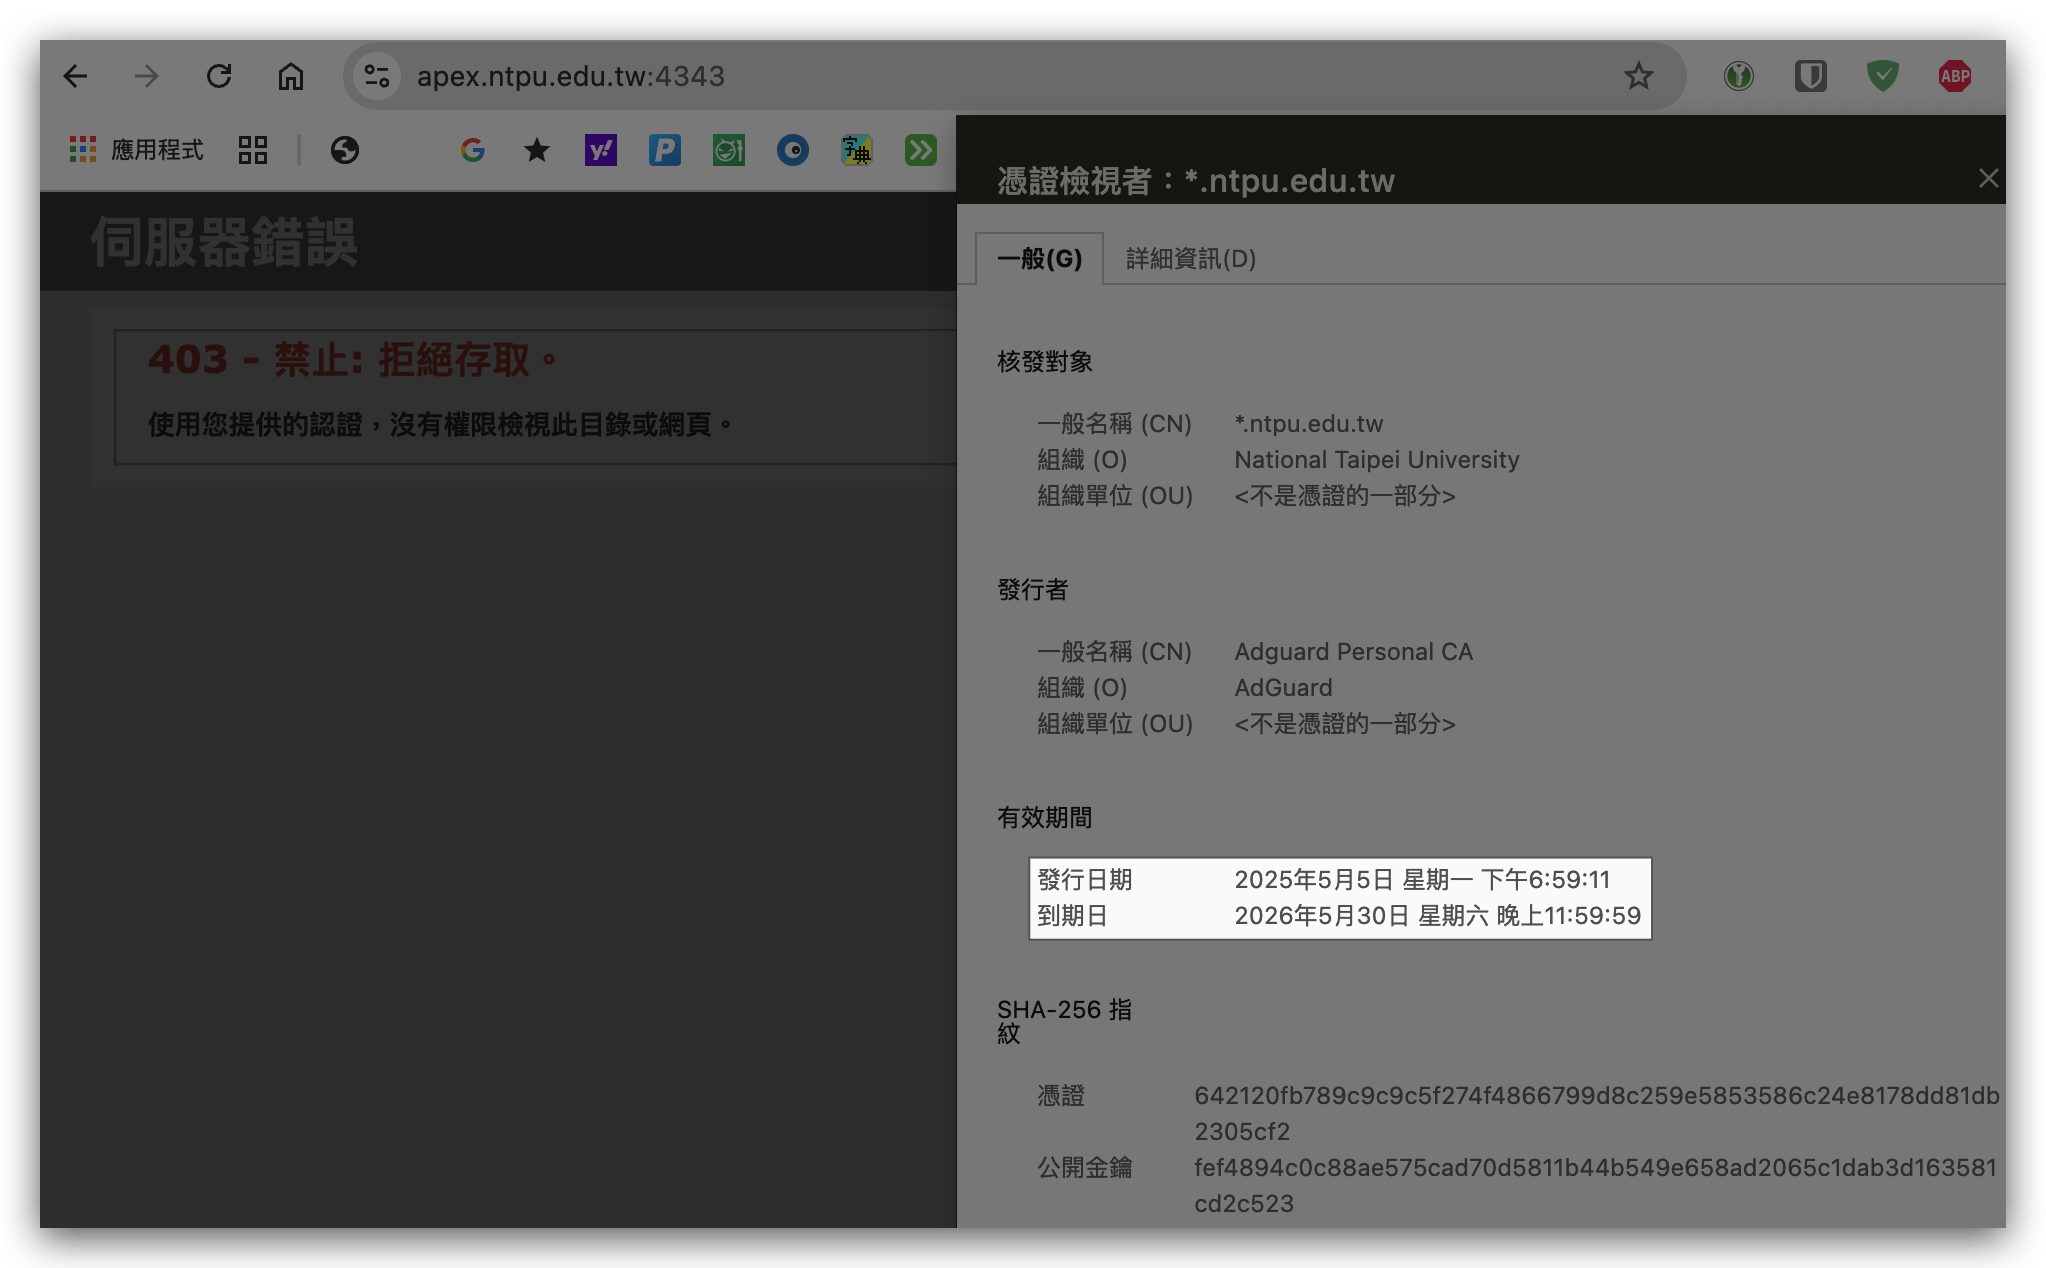 apex.ntpu.edu.tw:4343
ABP
應用程式
G
y!
P
字典
憑證檢視者：*.ntpu.edu.tw
伺服器錯誤
403 - 禁止: 拒絕存取。
使用您提供的認證，沒有權限檢視此目錄或網頁。
一般(G) 詳細資訊(D)
核發對象
一般名稱 (CN) *.ntpu.edu.tw
組織 (O) National Taipei University
組織單位 (OU) <不是憑證的一部分>
發行者
一般名稱 (CN) Adguard Personal CA
組織 (O) AdGuard
組織單位 (OU) <不是憑證的一部分>
有效期間
發行日期 2025年5月5日 星期一 下午6:59:11
到期日 2026年5月30日 星期六 晚上11:59:59
SHA-256 指
紋
憑證 642120fb789c9c9c5f274f4866799d8c259e5853586c24e8178dd81db
2305cf2
公開金鑰 fef4894c0c88ae575cad70d5811b44b549e658ad2065c1dab3d163581
cd2c523